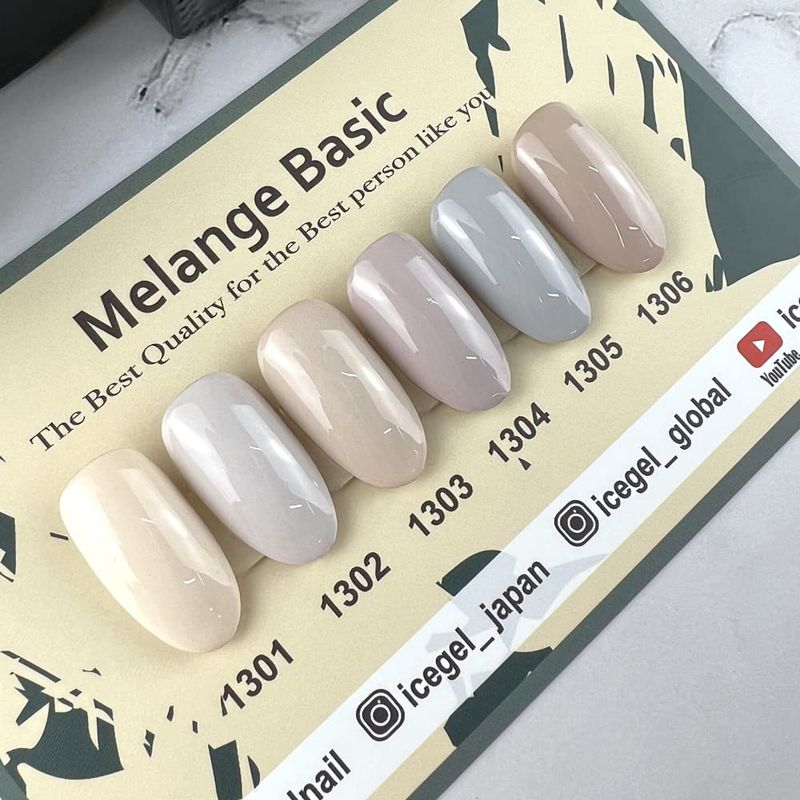 Melange Basic
The Best Quality for the Best person like you
1301 1302 1303 1304 1305 1306
icegel_japan icegel_global
YouTube